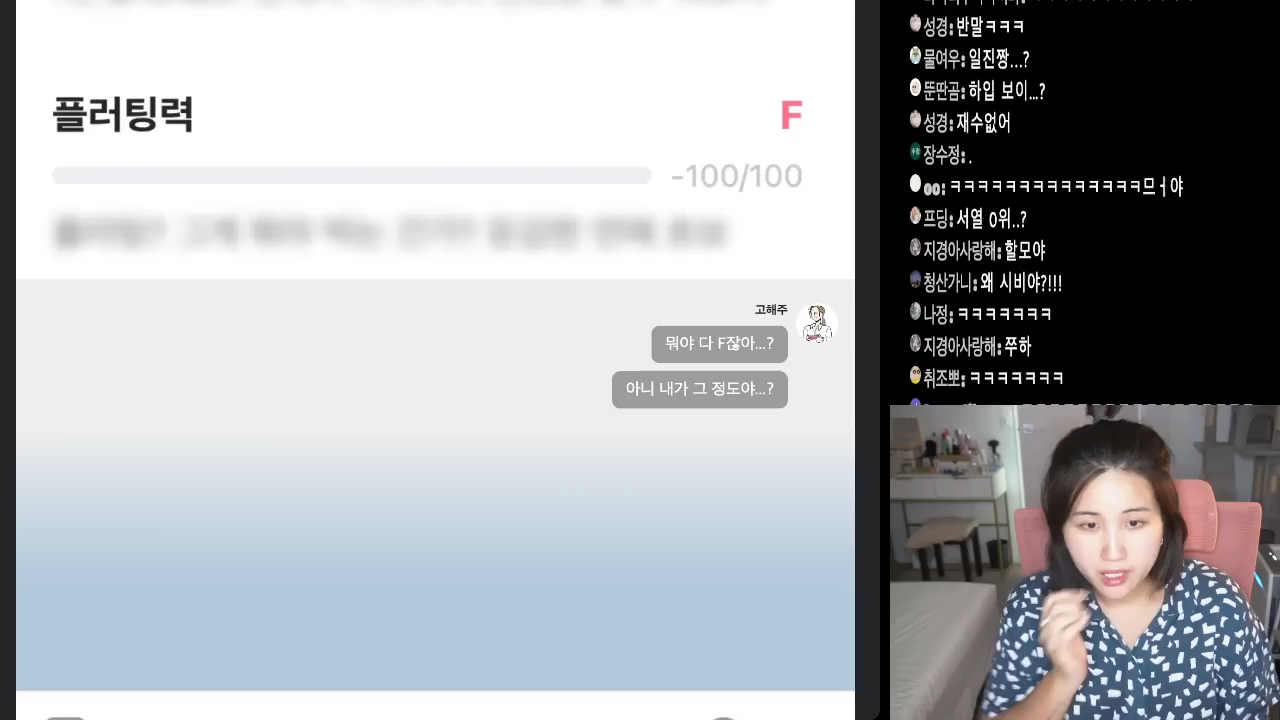 플러팅력
F
-100/100
고해주
뭐야 다 F잖아...?
아니 내가 그 정도야...?
성경: 반말ㅋㅋㅋ
물여우: 일진짱...?
뚠딴곰: 하입 보이...?
성경: 재수없어
장수정: .
oo: ㅋㅋㅋㅋㅋㅋㅋㅋㅋㅋㅋㅋㅋㅋ므ㅓ야
프딩: 서열 0위..?
지경아사랑해: 할모야
청산가니: 왜 시비야?!!!
나정: ㅋㅋㅋㅋㅋㅋㅋ
지경아사랑해: 쭈하
취조뽀: ㅋㅋㅋㅋㅋㅋㅋ